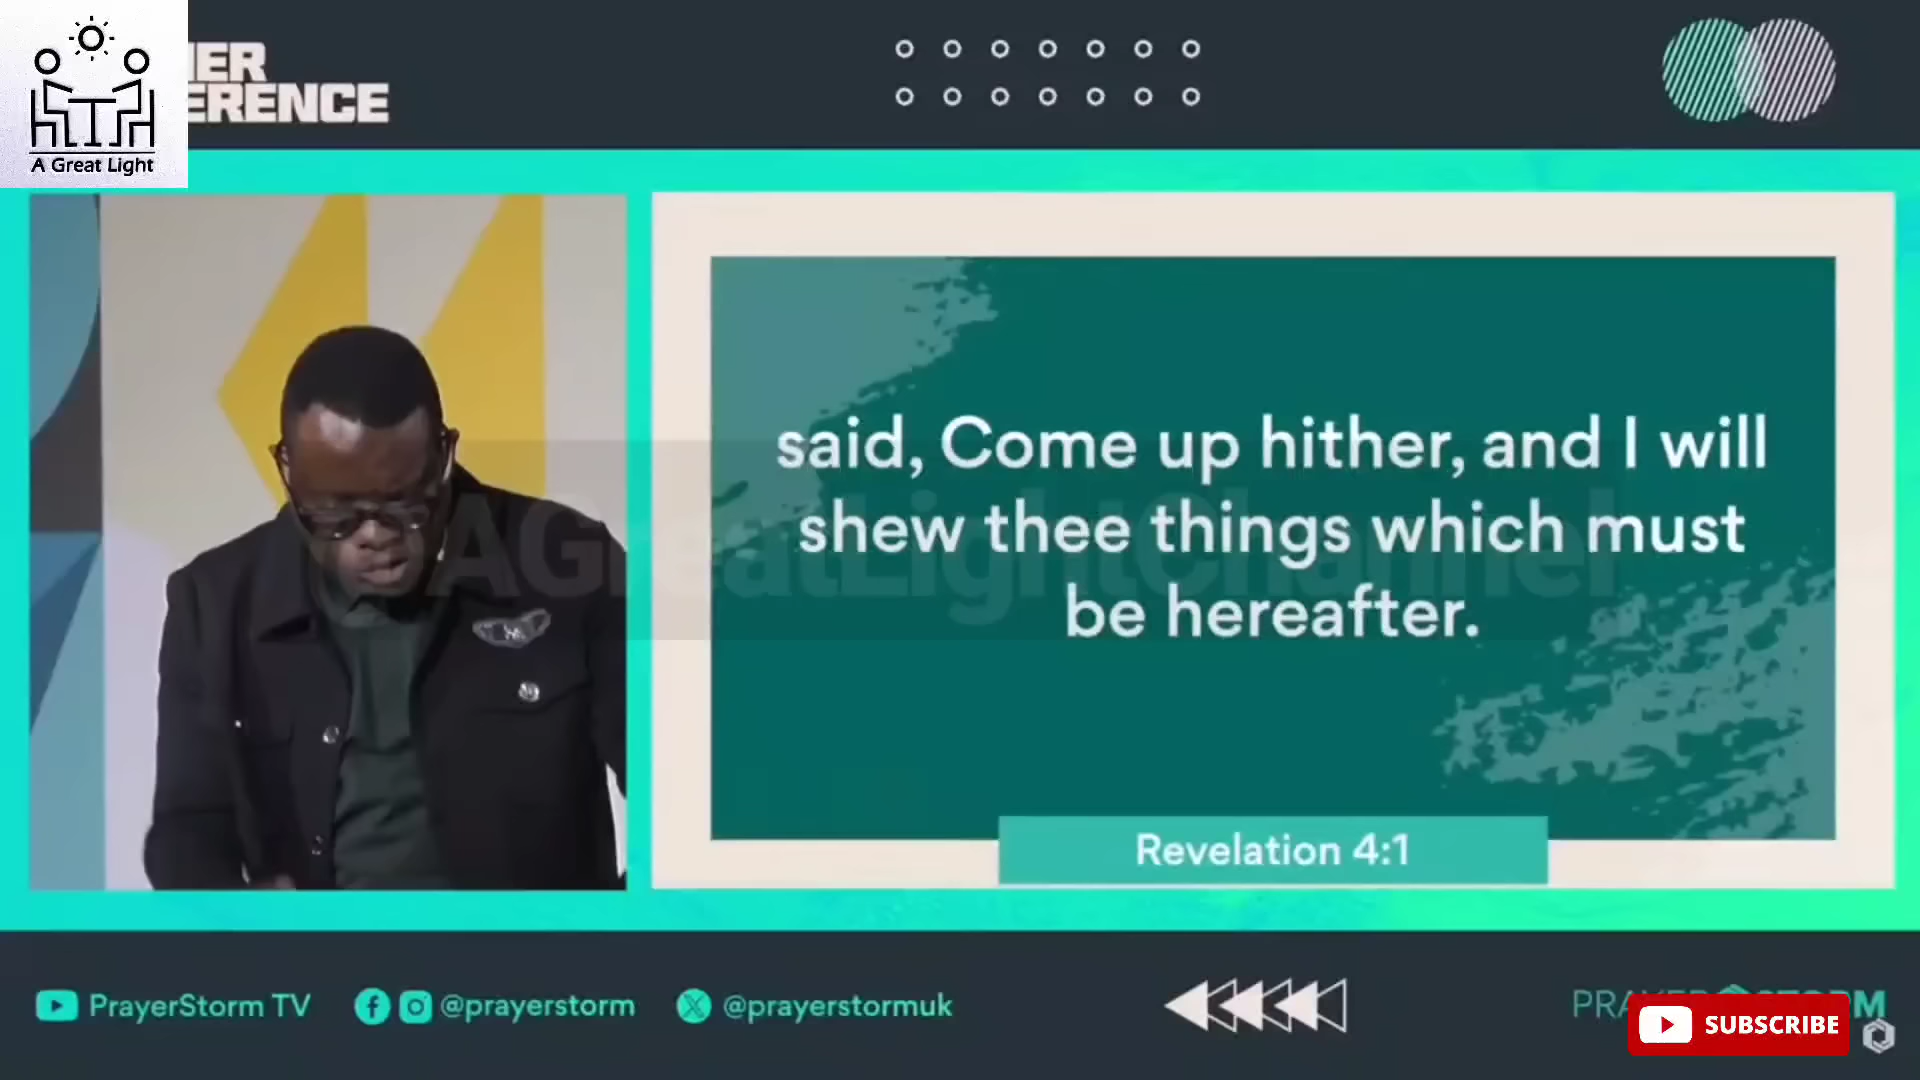 A Great Light
ERENCE
said, Come up hither, and I will
shew thee things which must
be hereafter.
@AGreatLightChannel
Revelation 4:1
PrayerStorm TV
@prayerstorm
@prayerstormuk
SUBSCRIBE